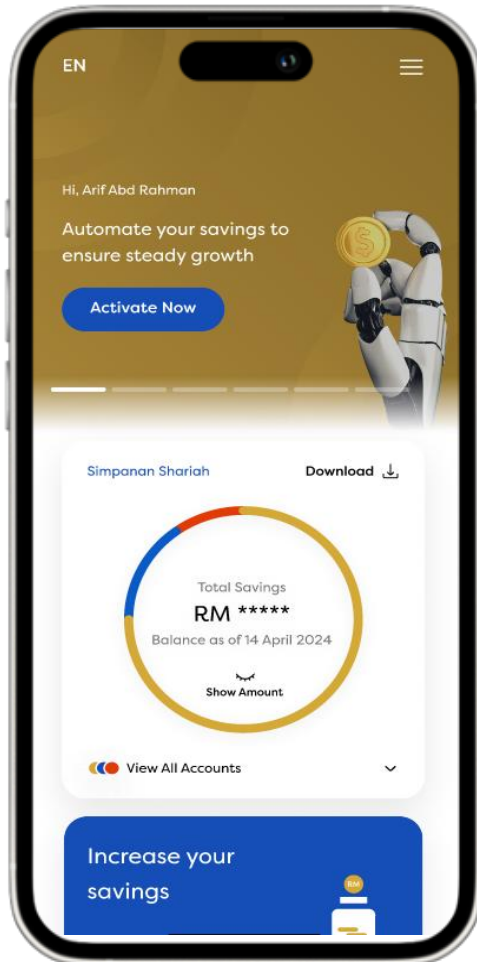 EN
Hi, Arif Abd Rahman
Automate your savings to
ensure steady growth
Activate Now
Simpanan Shariah
Download
Total Savings
RM *****
Balance as of 14 April 2024
Show Amount
View All Accounts
Increase your
savings
RM